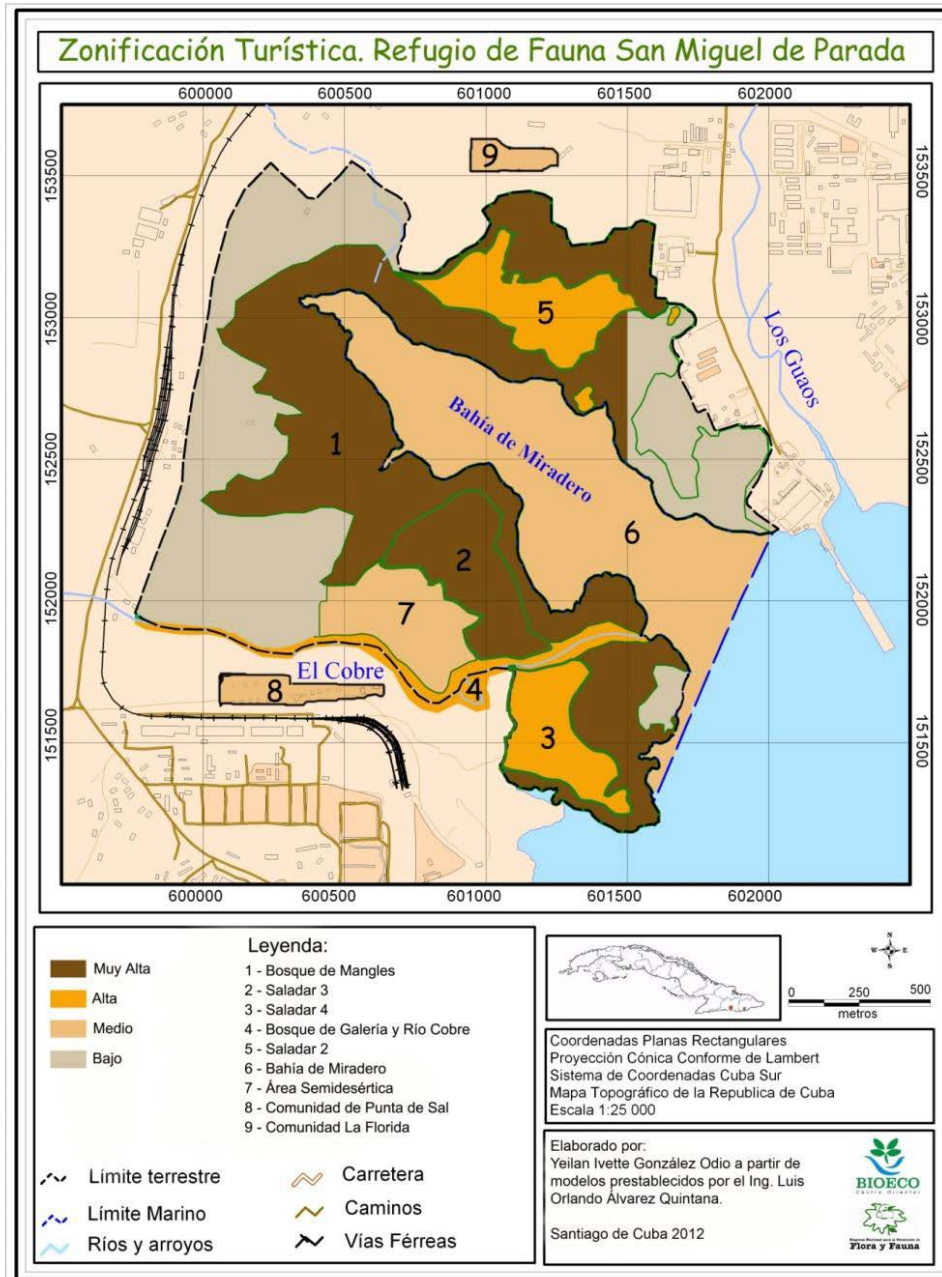 Zonificación Turística. Refugio de Fauna San Miguel de Parada
600000 600500 601000 601500 602000
153500
153000
152500
152000
151500
153500
153000
152500
152000
151500
9
5
Los Guaos
Bahía de Miradero
1
6
2
7
El Cobre
8
4
3
600000 600500 601000 601500 602000
Leyenda:
Muy Alta
Alta
Medio
Bajo
1 - Bosque de Mangles
2 - Saladar 3
3 - Saladar 4
4 - Bosque de Galería y Río Cobre
5 - Saladar 2
6 - Bahía de Miradero
7 - Área Semidesértica
8 - Comunidad de Punta de Sal
9 - Comunidad La Florida
Límite terrestre
Límite Marino
Ríos y arroyos
Carretera
Caminos
Vías Férreas
N
W E
S
0 250 500
metros
Coordenadas Planas Rectangulares
Proyección Cónica Conforme de Lambert
Sistema de Coordenadas Cuba Sur
Mapa Topográfico de la Republica de Cuba
Escala 1:25 000
Elaborado por:
Yeilan Ivette González Odio a partir de
modelos prestablecidos por el Ing. Luis
Orlando Álvarez Quintana.
Santiago de Cuba 2012
BIOECO
Centro Oriental
Flora y Fauna